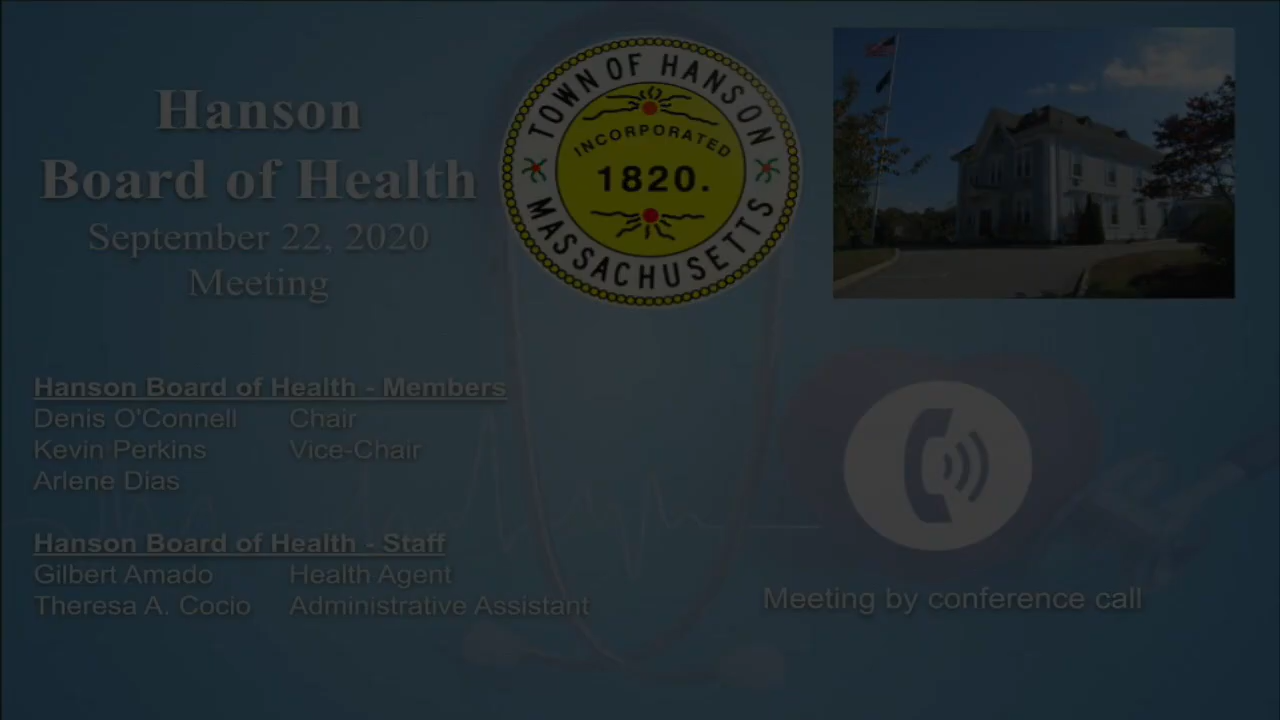 Hanson
Board of Health
September 22, 2020
Meeting
TOWN OF HANSON
INCORPORATED
1820.
MASSACHUSETTS
Hanson Board of Health - Members
Denis O'Connell Chair
Kevin Perkins Vice-Chair
Arlene Dias
Hanson Board of Health - Staff
Gilbert Amado Health Agent
Theresa A. Cocio Administrative Assistant
Meeting by conference call